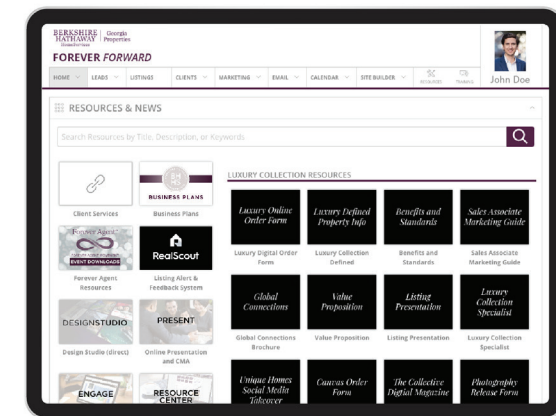 BERKSHIRE
HATHAWAY
HomeServices
Georgia
Properties
FOREVER FORWARD
HOME
LEADS
LISTINGS
CLIENTS
MARKETING
EMAIL
CALENDAR
SITE BUILDER
RESOURCES
TRAINING
John Doe
RESOURCES & NEWS
Search Resources by Title, Description, or Keywords
Client Services
BUSINESS PLANS
Business Plans
Forever Agent
EVENT DOWNLOADS
Forever Agent
Resources
RealScout
Listing Alert &
Feedback System
DESIGNSTUDIO
Design Studio (direct)
PRESENT
Online Presentation
and CMA
ENGAGE
RESOURCE
CENTER
LUXURY COLLECTION RESOURCES
Luxury Online
Order Form
Luxury Defined
Property Info
Benefits and
Standards
Sales Associate
Marketing Guide
Luxury Digital Order
Form
Luxury Collection
Defined
Benefits and
Standards
Sales Associate
Marketing Guide
Global
Connections
Value
Proposition
Listing
Presentation
Luxury
Collection
Specialist
Global Connections
Brochure
Value Proposition
Listing Presentation
Luxury Collection
Specialist
Unique Homes
Social Media
Takeover
Canvas Order
Form
The Collective
Digtial Magazine
Photography
Release Form